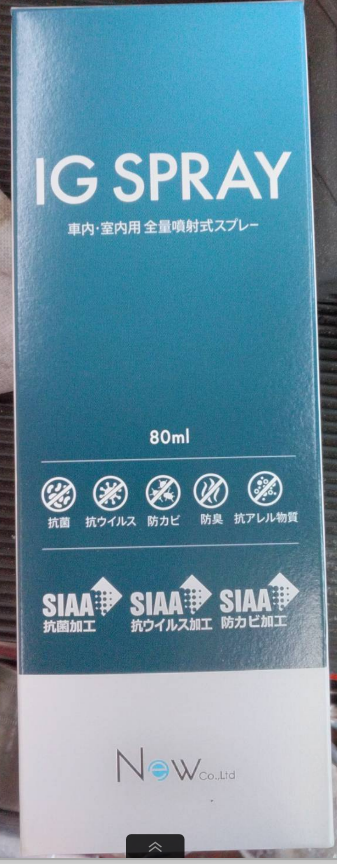 IG SPRAY
車内･室内用 全量噴射式スプレー
80ml
抗菌 抗ウイルス 防カビ 防臭 抗アレル物質
SIAA SIAA SIAA
抗菌加工 抗ウイルス加工 防カビ加工
New Co.,Ltd